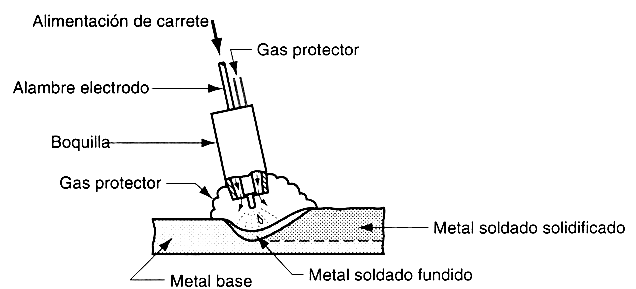 Alimentación de carrete
Gas protector
Alambre electrodo
Boquilla
Gas protector
Metal soldado solidificado
Metal soldado fundido
Metal base